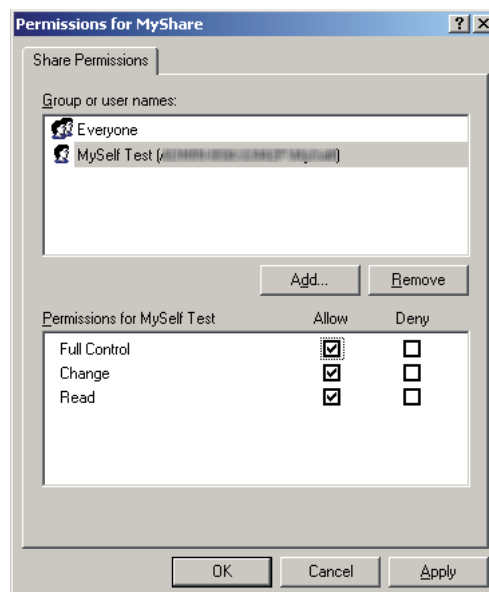 Permissions for MyShare
Share Permissions
Group or user names:
Everyone
MySelf Test (
Add... Remove
Permissions for MySelf Test Allow Deny
Full Control
Change
Read
OK Cancel Apply